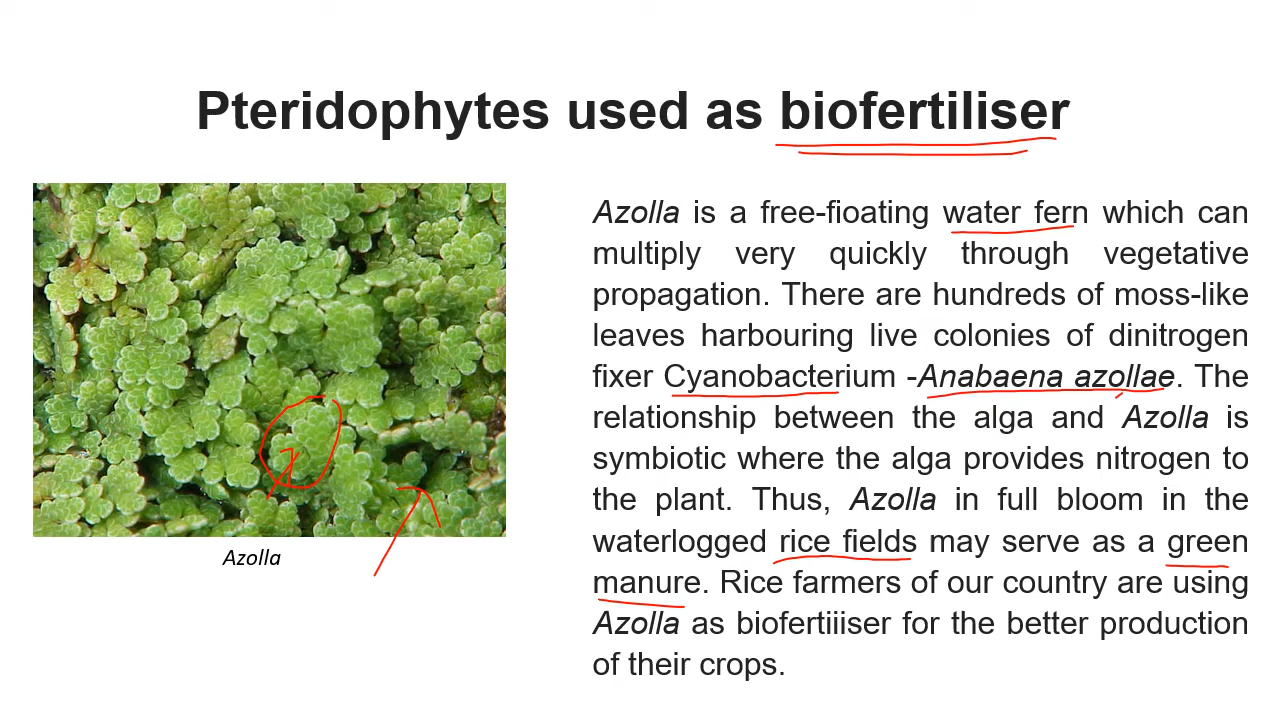 Pteridophytes used as biofertiliser
Azolla is a free-fioating water fern which can
multiply very quickly through vegetative
propagation. There are hundreds of moss-like
leaves harbouring live colonies of dinitrogen
fixer Cyanobacterium -Anabaena azollae. The
relationship between the alga and Azolla is
symbiotic where the alga provides nitrogen to
the plant. Thus, Azolla in full bloom in the
waterlogged rice fields may serve as a green
manure. Rice farmers of our country are using
Azolla as biofertiiiser for the better production
of their crops.
Azolla